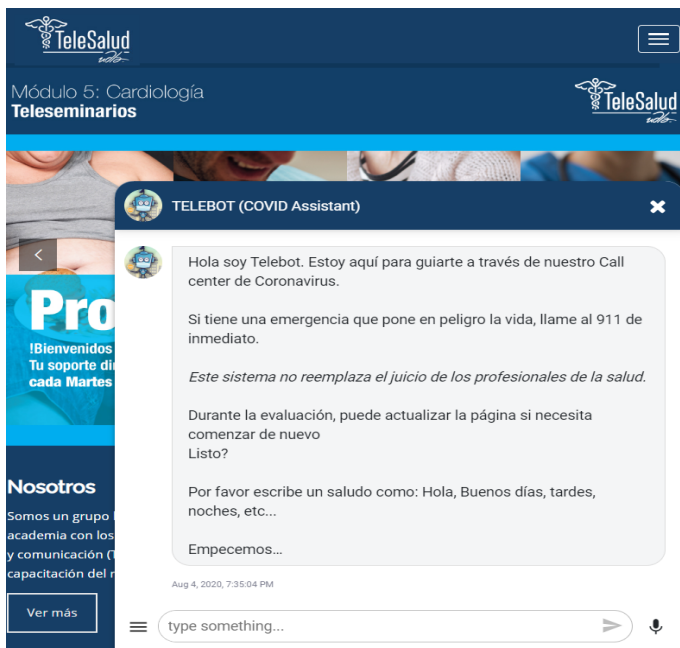 TeleSalud
udb
Módulo 5: Cardiología
Teleseminarios
TeleSalud
udb
TELEBOT (COVID Assistant)
Hola soy Telebot. Estoy aquí para guiarte a través de nuestro Call
center de Coronavirus.
Si tiene una emergencia que pone en peligro la vida, llame al 911 de
inmediato.
Este sistema no reemplaza el juicio de los profesionales de la salud.
Durante la evaluación, puede actualizar la página si necesita
comenzar de nuevo
Listo?
Por favor escribe un saludo como: Hola, Buenos días, tardes,
noches, etc...
Empecemos...
Aug 4, 2020, 7:35:04 PM
type something...
Pro
!Bienvenidos
Tu soporte di
cada Martes
Nosotros
Somos un grupo
academia con los
y comunicación (T
capacitación del
Ver más